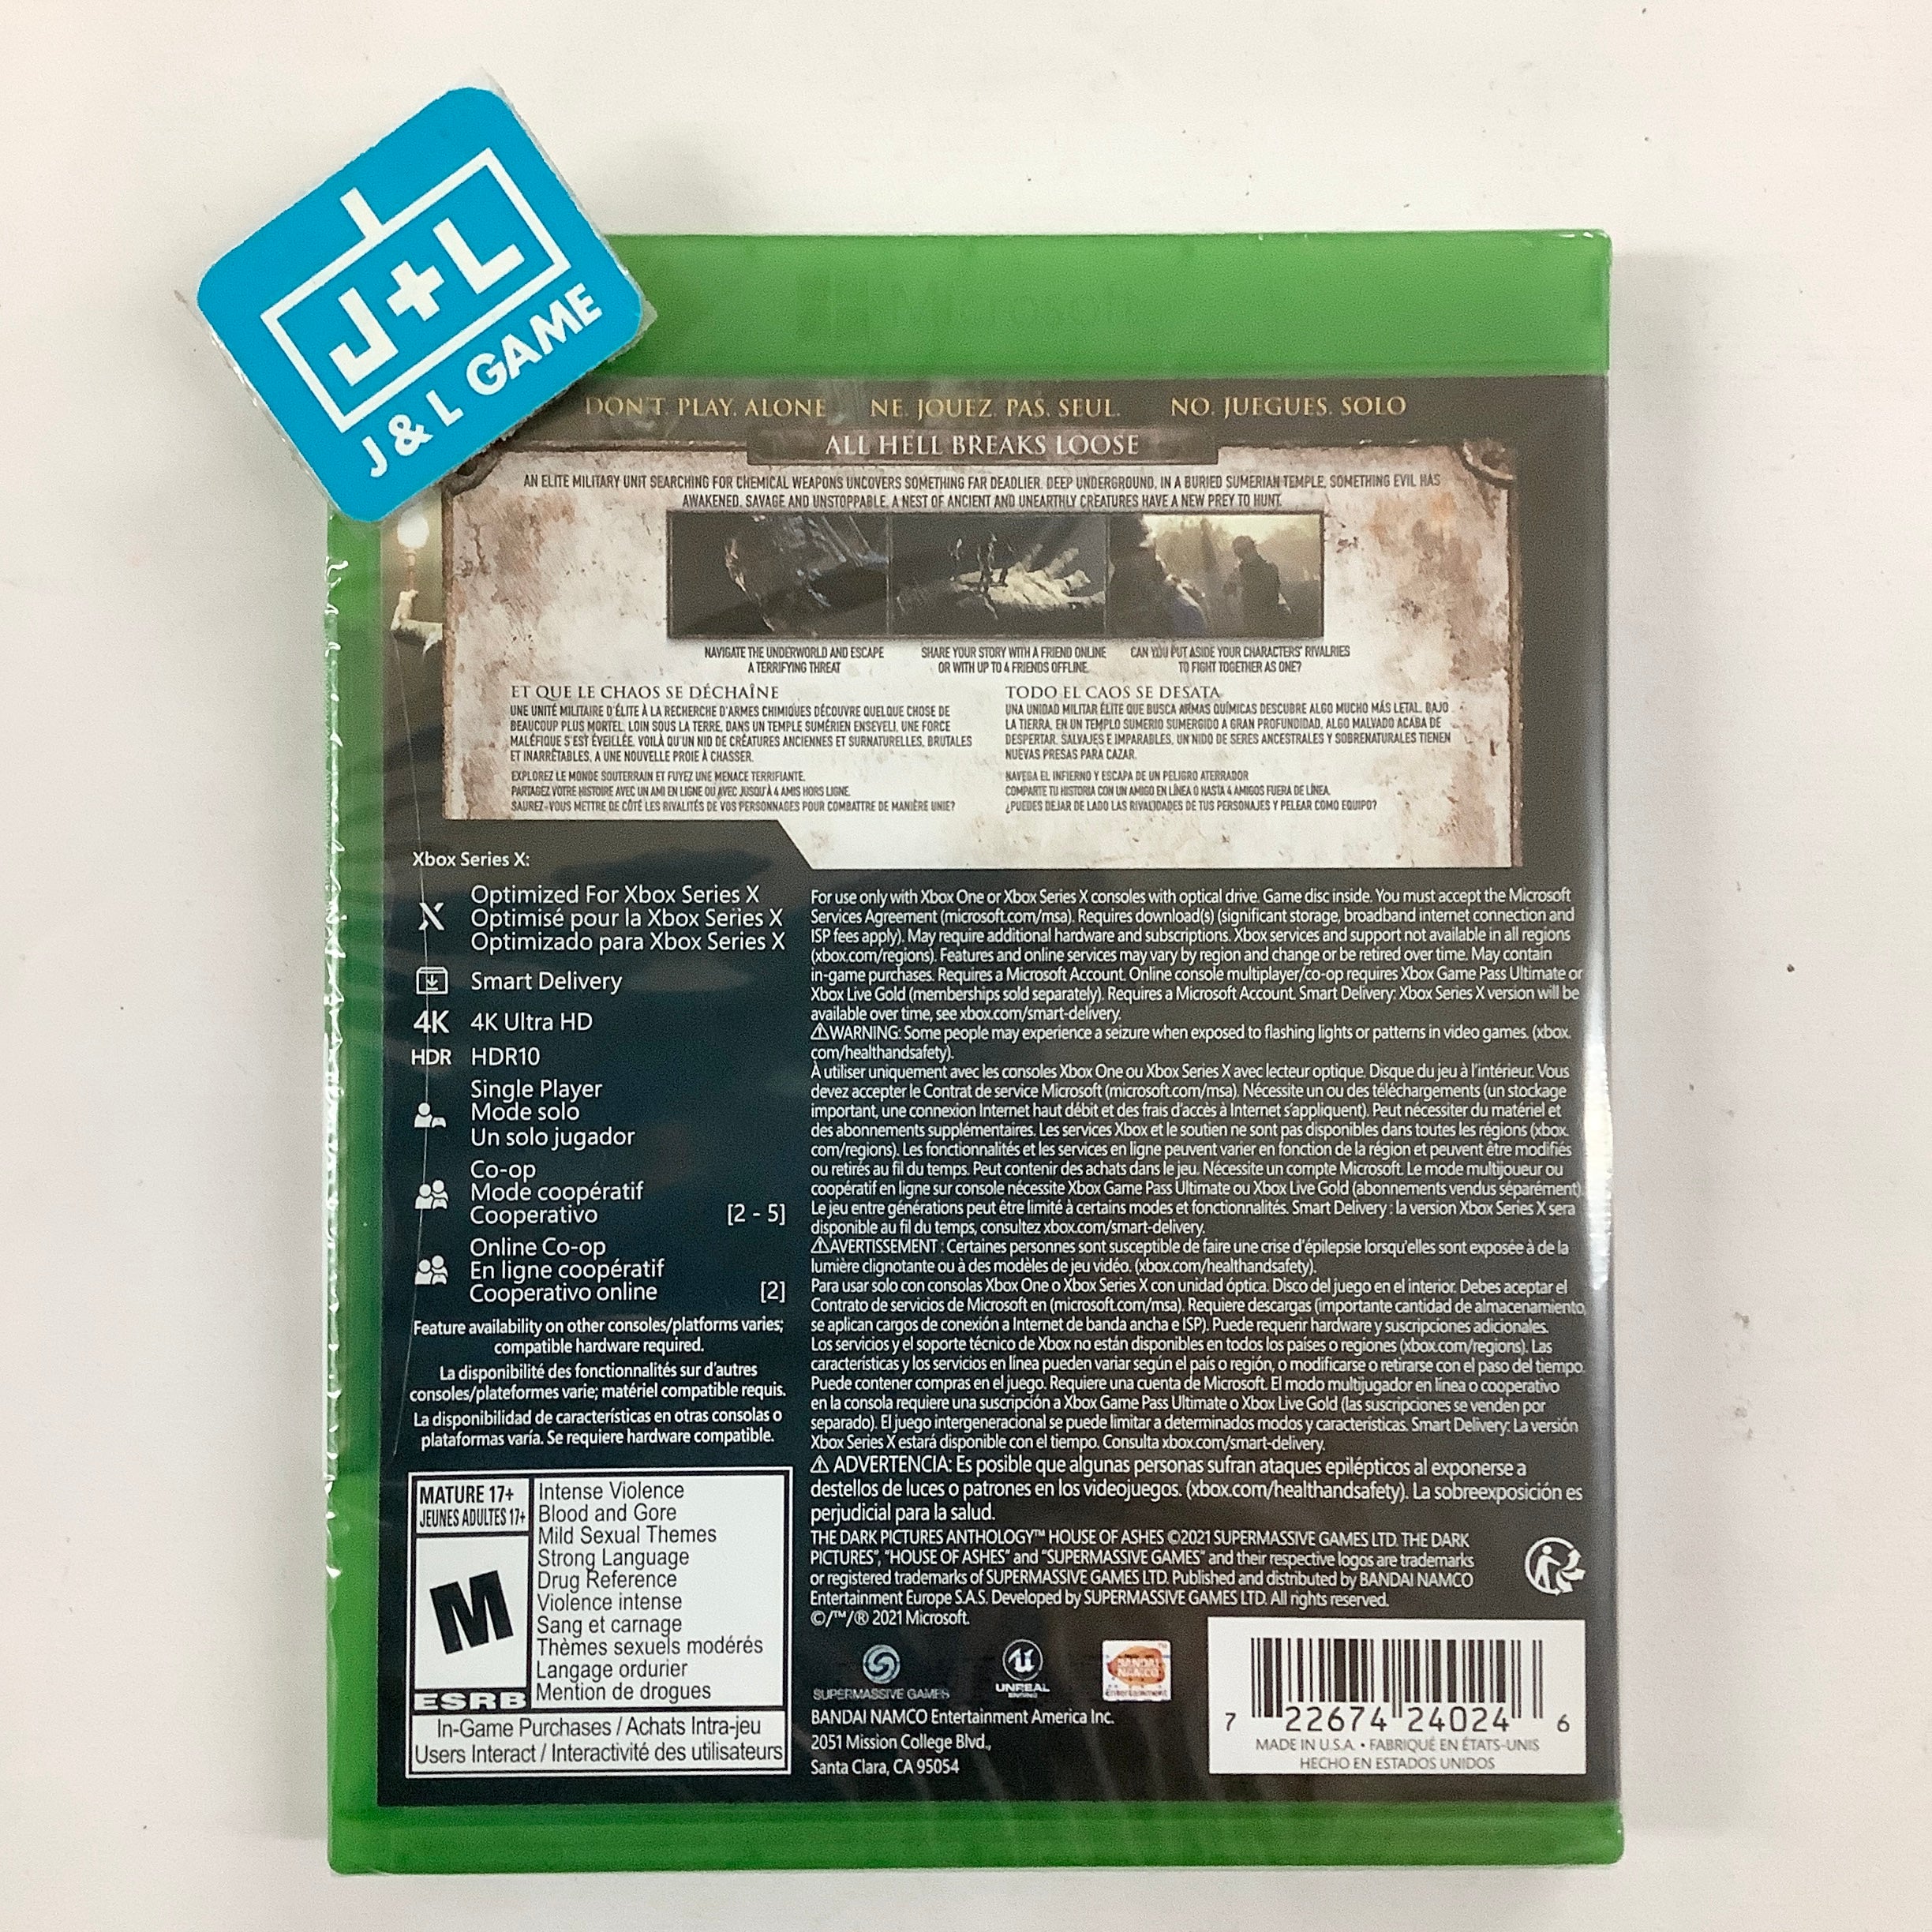 J+L
J & L GAME
DON'T. PLAY. ALONE
NE. JOUEZ. PAS. SEUL.
NO. JUEGUES. SOLO
ALL HELL BREAKS LOOSE
AN ELITE MILITARY UNIT SEARCHING FOR CHEMICAL WEAPONS UNCOVERS SOMETHING FAR DEADLIER. DEEP UNDERGROUND, IN A BURIED SUMERIAN TEMPLE, SOMETHING EVIL HAS
AWAKENED. SAVAGE AND UNSTOPPABLE, A NEST OF ANCIENT AND UNEARTHLY CREATURES HAVE A NEW PREY TO HUNT.
NAVIGATE THE UNDERWORLD AND ESCAPE
A TERRIFYING THREAT
SHARE YOUR STORY WITH A FRIEND ONLINE
OR WITH UP TO 4 FRIENDS OFFLINE.
CAN YOU PUT ASIDE YOUR CHARACTERS' RIVALRIES
TO FIGHT TOGETHER AS ONE?
ET QUE LE CHAOS SE DÉCHAÎNE
UNE UNITÉ MILITAIRE D'ÉLITE À LA RECHERCHE D'ARMES CHIMIQUES DÉCOUVRE QUELQUE CHOSE DE
BEAUCOUP PLUS MORTEL. LOIN SOUS LA TERRE, DANS UN TEMPLE SUMÉRIEN ENSEVELI, UNE FORCE
MALÉFIQUE S'EST ÉVEILLÉE. VOILÀ QU'UN NID DE CRÉATURES ANCIENNES ET SURNATURELLES, BRUTALES
ET INARRÊTABLES, A UNE NOUVELLE PROIE À CHASSER.
EXPLOREZ LE MONDE SOUTERRAIN ET FUYEZ UNE MENACE TERRIFIANTE.
PARTAGEZ VOTRE HISTOIRE AVEC UN AMI EN LIGNE OU AVEC JUSQU'À 4 AMIS HORS LIGNE.
SAUREZ-VOUS METTRE DE CÔTÉ LES RIVALITÉS DE VOS PERSONNAGES POUR COMBATTRE DE MANIÈRE UNIE?
TODO EL CAOS SE DESATA
UNA UNIDAD MILITAR ÉLITE QUE BUSCA ARMAS QUÍMICAS DESCUBRE ALGO MUCHO MÁS LETAL. BAJO
LA TIERRA, EN UN TEMPLO SUMERIO SUMERGIDO A GRAN PROFUNDIDAD, ALGO MALVADO ACABA DE
DESPERTAR. SALVAJES E IMPARABLES, UN NIDO DE SERES ANCESTRALES Y SOBRENATURALES TIENEN
NUEVAS PRESAS PARA CAZAR.
NAVEGA EL INFIERNO Y ESCAPA DE UN PELIGRO ATERRADOR
COMPARTE TU HISTORIA CON UN AMIGO EN LÍNEA O HASTA 4 AMIGOS FUERA DE LÍNEA.
¿PUEDES DEJAR DE LADO LAS RIVALIDADES DE TUS PERSONAJES Y PELEAR COMO EQUIPO?
Xbox Series X:
Optimized For Xbox Series X
Optimisé pour la Xbox Series X
Optimizado para Xbox Series X
Smart Delivery
4K 4K Ultra HD
HDR HDR10
Single Player
Mode solo
Un solo jugador
Co-op
Mode coopératif
Cooperativo [2 - 5]
Online Co-op
En ligne coopératif
Cooperativo online [2]
Feature availability on other consoles/platforms varies;
compatible hardware required.
La disponibilité des fonctionnalités sur d'autres
consoles/plateformes varie; matériel compatible requis.
La disponibilidad de características en otras consolas o
plataformas varía. Se requiere hardware compatible.
MATURE 17+
JEUNES ADULTES 17+
M
ESRB
Intense Violence
Blood and Gore
Mild Sexual Themes
Strong Language
Drug Reference
Violence intense
Sang et carnage
Thèmes sexuels modérés
Langage ordurier
Mention de drogues
In-Game Purchases / Achats Intra-jeu
Users Interact / Interactivité des utilisateurs
For use only with Xbox One or Xbox Series X consoles with optical drive. Game disc inside. You must accept the Microsoft
Services Agreement (microsoft.com/msa). Requires download(s) (significant storage, broadband internet connection and
ISP fees apply). May require additional hardware and subscriptions. Xbox services and support not available in all regions
(xbox.com/regions). Features and online services may vary by region and change or be retired over time. May contain
in-game purchases. Requires a Microsoft Account. Online console multiplayer/co-op requires Xbox Game Pass Ultimate or
Xbox Live Gold (memberships sold separately). Requires a Microsoft Account. Smart Delivery: Xbox Series X version will be
available over time, see xbox.com/smart-delivery.
⚠WARNING: Some people may experience a seizure when exposed to flashing lights or patterns in video games. (xbox.
com/healthandsafety).
À utiliser uniquement avec les consoles Xbox One ou Xbox Series X avec lecteur optique. Disque du jeu à l'intérieur. Vous
devez accepter le Contrat de service Microsoft (microsoft.com/msa). Nécessite un ou des téléchargements (un stockage
important, une connexion Internet haut débit et des frais d'accès à Internet s'appliquent). Peut nécessiter du matériel et
des abonnements supplémentaires. Les services Xbox et le soutien ne sont pas disponibles dans toutes les régions (xbox.
com/regions). Les fonctionnalités et les services en ligne peuvent varier en fonction de la région et peuvent être modifiés
ou retirés au fil du temps. Peut contenir des achats dans le jeu. Nécessite un compte Microsoft. Le mode multijoueur ou
coopératif en ligne sur console nécessite Xbox Game Pass Ultimate ou Xbox Live Gold (abonnements vendus séparément).
Le jeu entre générations peut être limité à certains modes et fonctionnalités. Smart Delivery : la version Xbox Series X sera
disponible au fil du temps, consultez xbox.com/smart-delivery.
⚠AVERTISSEMENT : Certaines personnes sont susceptible de faire une crise d'épilepsie lorsqu'elles sont exposée à de la
lumière clignotante ou à des modèles de jeu vidéo. (xbox.com/healthandsafety).
Para usar solo con consolas Xbox One o Xbox Series X con unidad óptica. Disco del juego en el interior. Debes aceptar el
Contrato de servicios de Microsoft en (microsoft.com/msa). Requiere descargas (importante cantidad de almacenamiento,
se aplican cargos de conexión a Internet de banda ancha e ISP). Puede requerir hardware y suscripciones adicionales.
Los servicios y el soporte técnico de Xbox no están disponibles en todos los países o regiones (xbox.com/regions). Las
características y los servicios en línea pueden variar según el país o región, o modificarse o retirarse con el paso del tiempo.
Puede contener compras en el juego. Requiere una cuenta de Microsoft. El modo multijugador en línea o cooperativo
en la consola requiere una suscripción a Xbox Game Pass Ultimate o Xbox Live Gold (las suscripciones se venden por
separado). El juego intergeneracional se puede limitar a determinados modos y características. Smart Delivery: La versión
Xbox Series X estará disponible con el tiempo. Consulta xbox.com/smart-delivery.
⚠ ADVERTENCIA: Es posible que algunas personas sufran ataques epilépticos al exponerse a
destellos de luces o patrones en los videojuegos. (xbox.com/healthandsafety). La sobreexposición es
perjudicial para la salud.
THE DARK PICTURES ANTHOLOGY™ HOUSE OF ASHES ©2021 SUPERMASSIVE GAMES LTD. THE DARK
PICTURES", "HOUSE OF ASHES" and "SUPERMASSIVE GAMES" and their respective logos are trademarks
or registered trademarks of SUPERMASSIVE GAMES LTD. Published and distributed by BANDAI NAMCO
Entertainment Europe S.A.S. Developed by SUPERMASSIVE GAMES LTD. All rights reserved.
©/™/® 2021 Microsoft.
SUPERMASSIVE GAMES
UNREAL
ENGINE
BANDAI
NAMCO
Entertainment
BANDAI NAMCO Entertainment America Inc.
2051 Mission College Blvd.,
Santa Clara, CA 95054
7 22674 24024 6
MADE IN U.S.A. • FABRIQUÉ EN ÉTATS-UNIS
HECHO EN ESTADOS UNIDOS